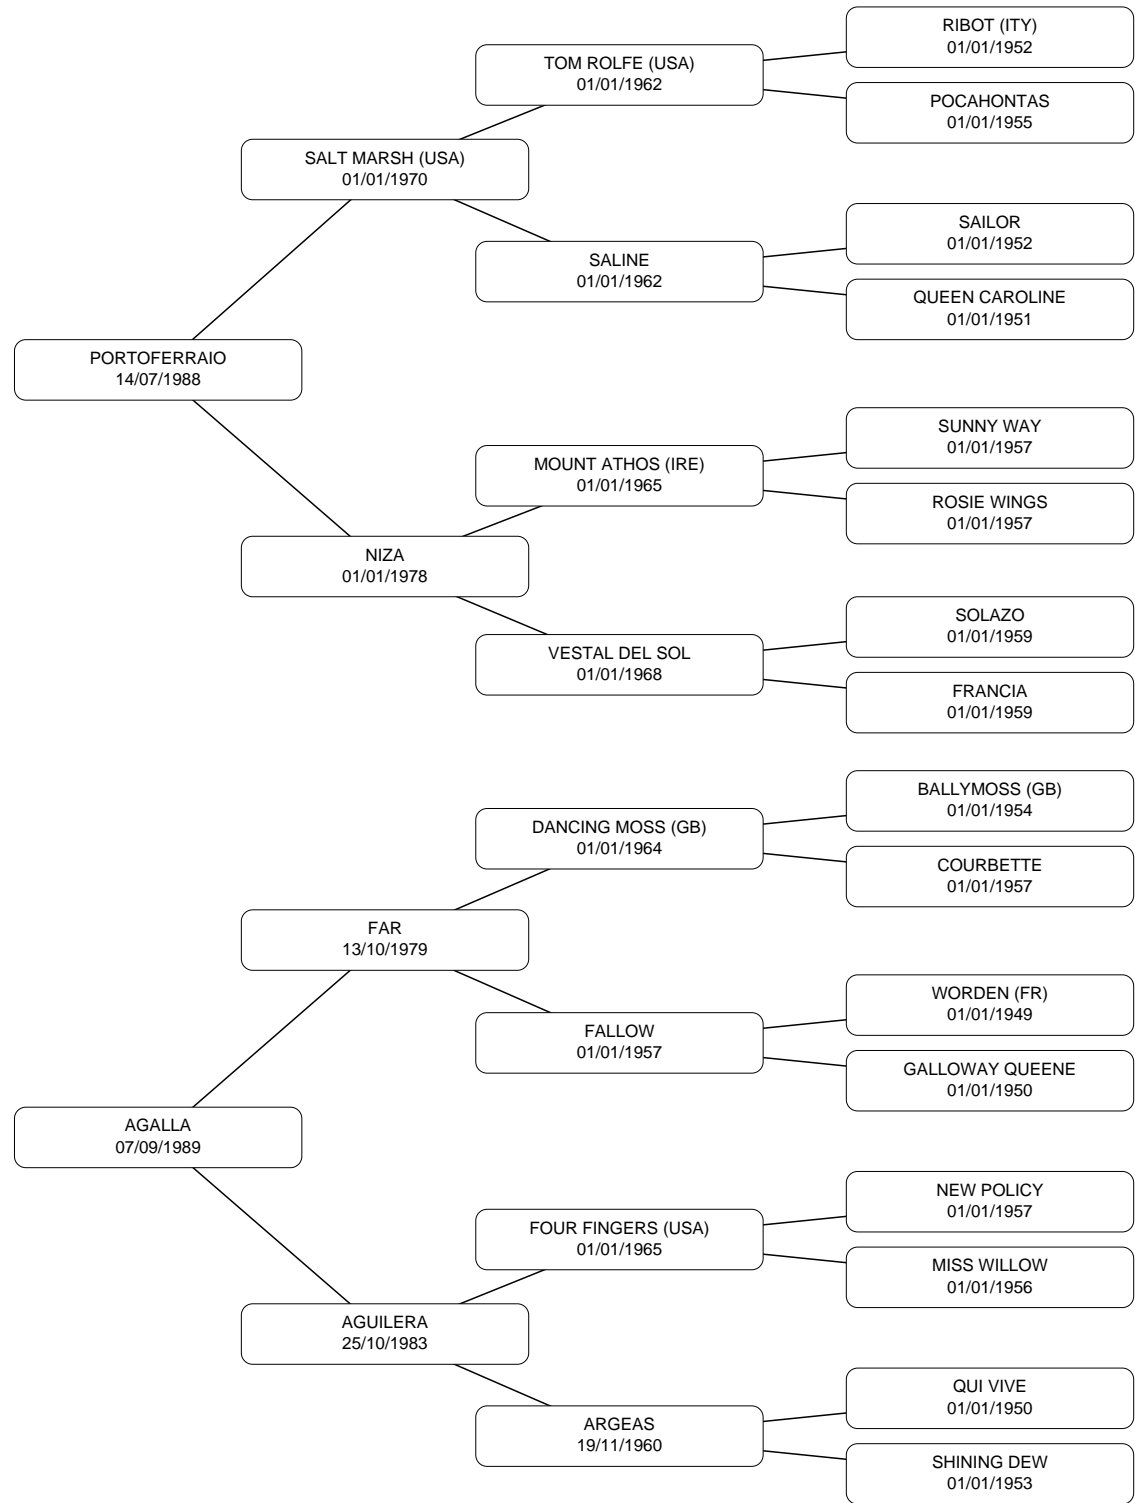 RIBOT (ITY)
01/01/1952
TOM ROLFE (USA)
01/01/1962
POCAHONTAS
01/01/1955
SALT MARSH (USA)
01/01/1970
SAILOR
01/01/1952
SALINE
01/01/1962
QUEEN CAROLINE
01/01/1951
PORTOFERRAIO
14/07/1988
SUNNY WAY
01/01/1957
MOUNT ATHOS (IRE)
01/01/1965
ROSIE WINGS
01/01/1957
NIZA
01/01/1978
SOLAZO
01/01/1959
VESTAL DEL SOL
01/01/1968
FRANCIA
01/01/1959
BALLYMOSS (GB)
01/01/1954
DANCING MOSS (GB)
01/01/1964
COURBETTE
01/01/1957
FAR
13/10/1979
WORDEN (FR)
01/01/1949
FALLOW
01/01/1957
GALLOWAY QUEENE
01/01/1950
AGALLA
07/09/1989
NEW POLICY
01/01/1957
FOUR FINGERS (USA)
01/01/1965
MISS WILLOW
01/01/1956
AGUILERA
25/10/1983
QUI VIVE
01/01/1950
ARGEAS
19/11/1960
SHINING DEW
01/01/1953